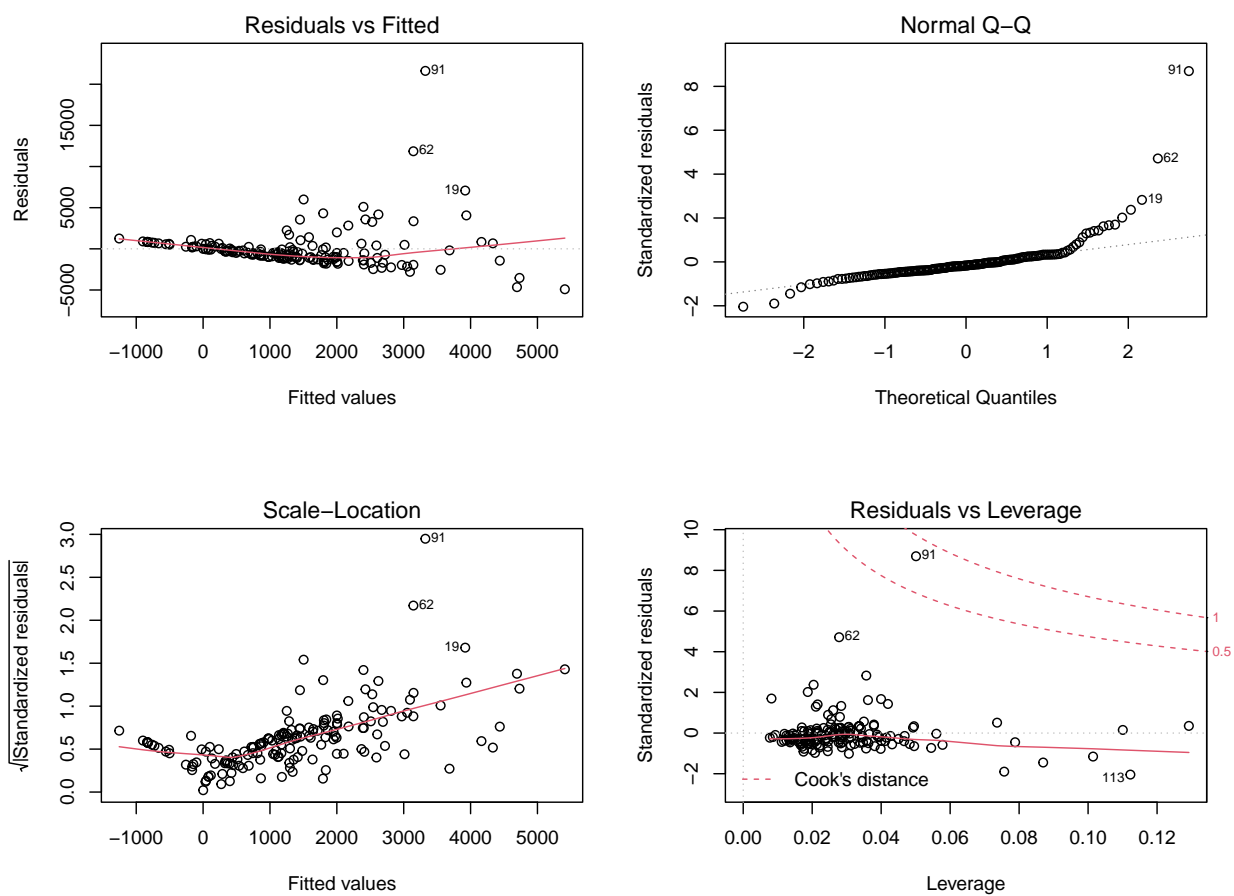 Residuals vs Fitted
Residuals
−5000 5000 15000
−1000 0 1000 2000 3000 4000 5000
Fitted values
91
62
19
Normal Q−Q
Standardized residuals
−2 0 2 4 6 8
−2 −1 0 1 2
Theoretical Quantiles
91
62
19
Scale−Location
√|Standardized residuals|
0.0 0.5 1.0 1.5 2.0 2.5 3.0
−1000 0 1000 2000 3000 4000 5000
Fitted values
91
62
19
Residuals vs Leverage
Standardized residuals
−2 0 2 4 6 8 10
0.00 0.02 0.04 0.06 0.08 0.10 0.12
Leverage
91
62
113
1
0.5
Cook's distance